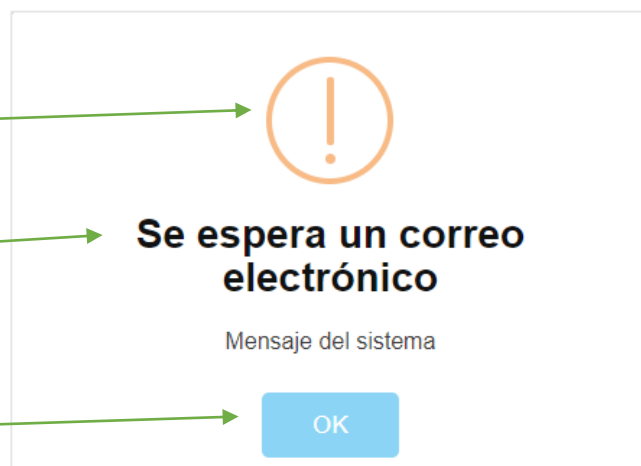 Se espera un correo
electrónico
Mensaje del sistema
OK